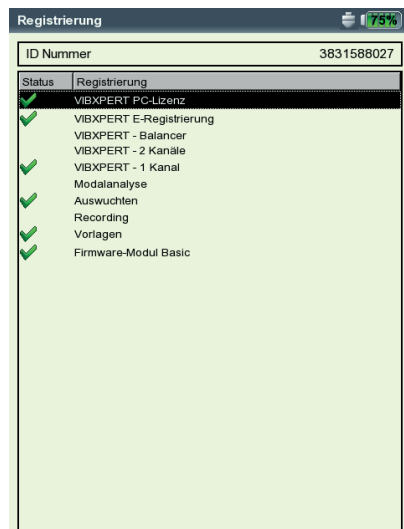 Registrierung 75%
ID Nummer 3831588027
Status Registrierung
VIBXPERT PC-Lizenz
VIBXPERT E-Registrierung
VIBXPERT - Balancer
VIBXPERT - 2 Kanäle
VIBXPERT - 1 Kanal
Modalanalyse
Auswuchten
Recording
Vorlagen
Firmware-Modul Basic